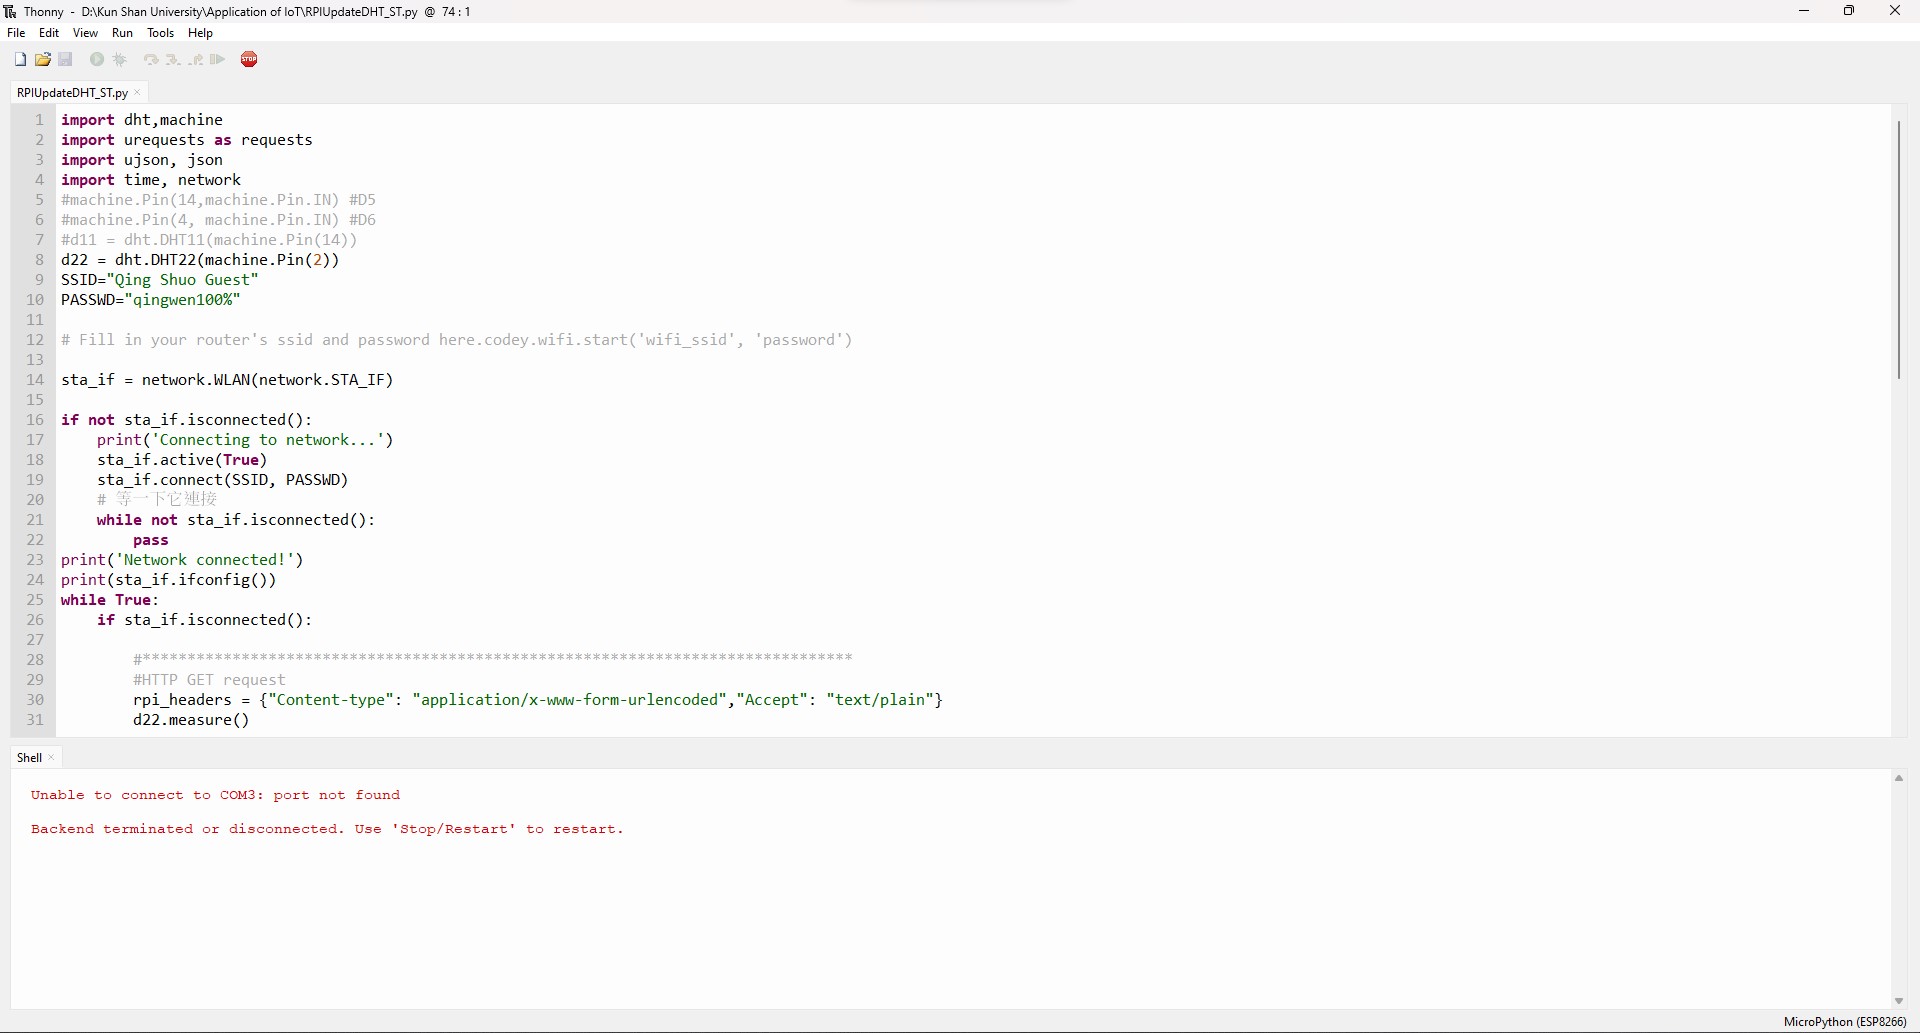 Thonny - D:\Kun Shan University\Application of IoT\RPIUpdateDHT_ST.py @ 74:1
File Edit View Run Tools Help
STOP
RPIUpdateDHT_ST.py
1 import dht,machine
2 import urequests as requests
3 import ujson, json
4 import time, network
5 #machine.Pin(14,machine.Pin.IN) #D5
6 #machine.Pin(4, machine.Pin.IN) #D6
7 #d11 = dht.DHT11(machine.Pin(14))
8 d22 = dht.DHT22(machine.Pin(2))
9 SSID="Qing Shuo Guest"
10 PASSWD="qingwen100%"
11
12 # Fill in your router's ssid and password here.codey.wifi.start('wifi_ssid', 'password')
13
14 sta_if = network.WLAN(network.STA_IF)
15
16 if not sta_if.isconnected():
17     print('Connecting to network...')
18     sta_if.active(True)
19     sta_if.connect(SSID, PASSWD)
20     # 等一下它連接
21     while not sta_if.isconnected():
22         pass
23 print('Network connected!')
24 print(sta_if.ifconfig())
25 while True:
26     if sta_if.isconnected():
27
28         #*******************************************************************************
29         #HTTP GET request
30         rpi_headers = {"Content-type": "application/x-www-form-urlencoded","Accept": "text/plain"}
31         d22.measure()
Shell
Unable to connect to COM3: port not found
Backend terminated or disconnected. Use 'Stop/Restart' to restart.
MicroPython (ESP8266)